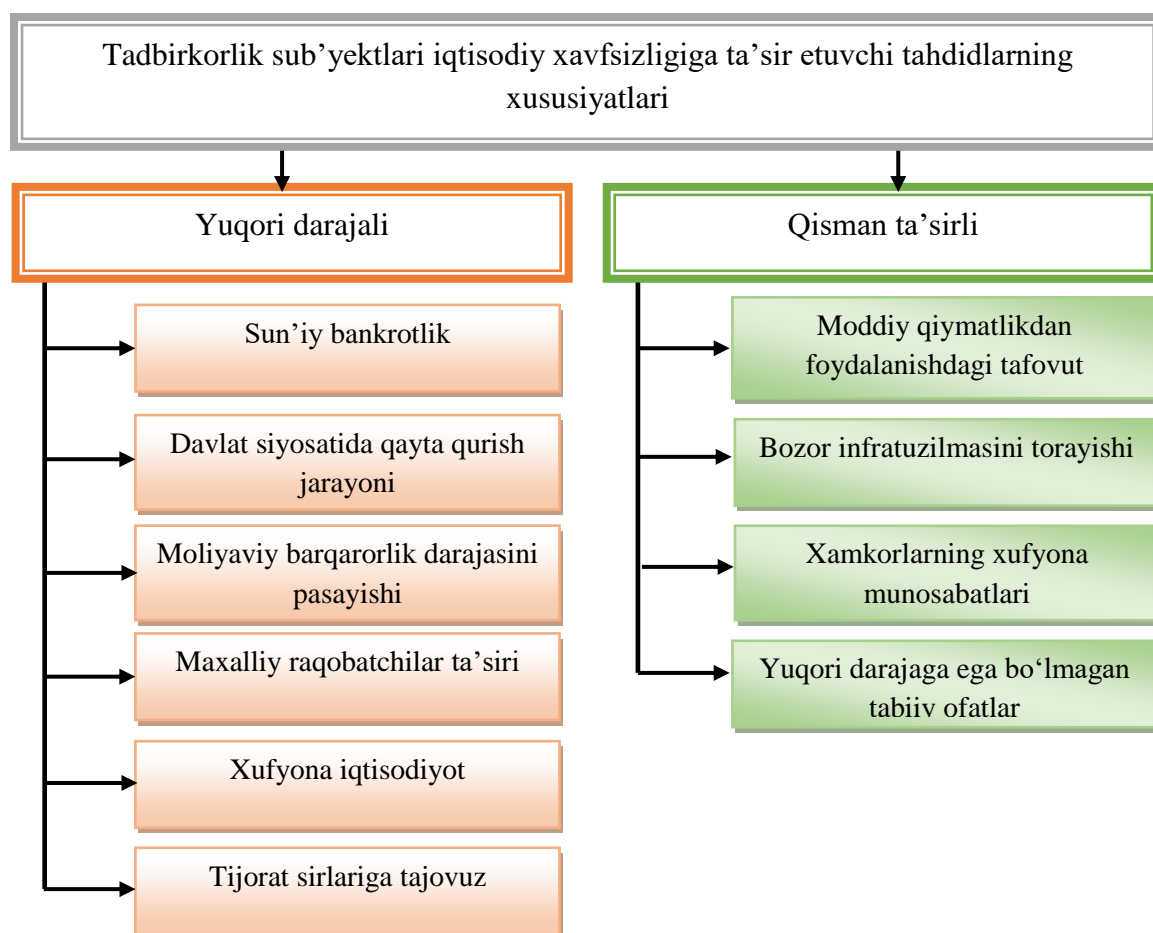 Tadbirkorlik sub’yektlari iqtisodiy xavfsizligiga ta’sir etuvchi tahdidlarning
xususiyatlari
Yuqori darajali
Sun’iy bankrotlik
Davlat siyosatida qayta qurish
jarayoni
Moliyaviy barqarorlik darajasini
pasayishi
Maxalliy raqobatchilar ta’siri
Xufyona iqtisodiyot
Tijorat sirlariga tajovuz
Qisman ta’sirli
Moddiy qiymatlikdan
foydalanishdagi tafovut
Bozor infratuzilmasini torayishi
Xamkorlarning xufyona
munosabatlari
Yuqori darajaga ega bo‘lmagan
tabiiv ofatlar